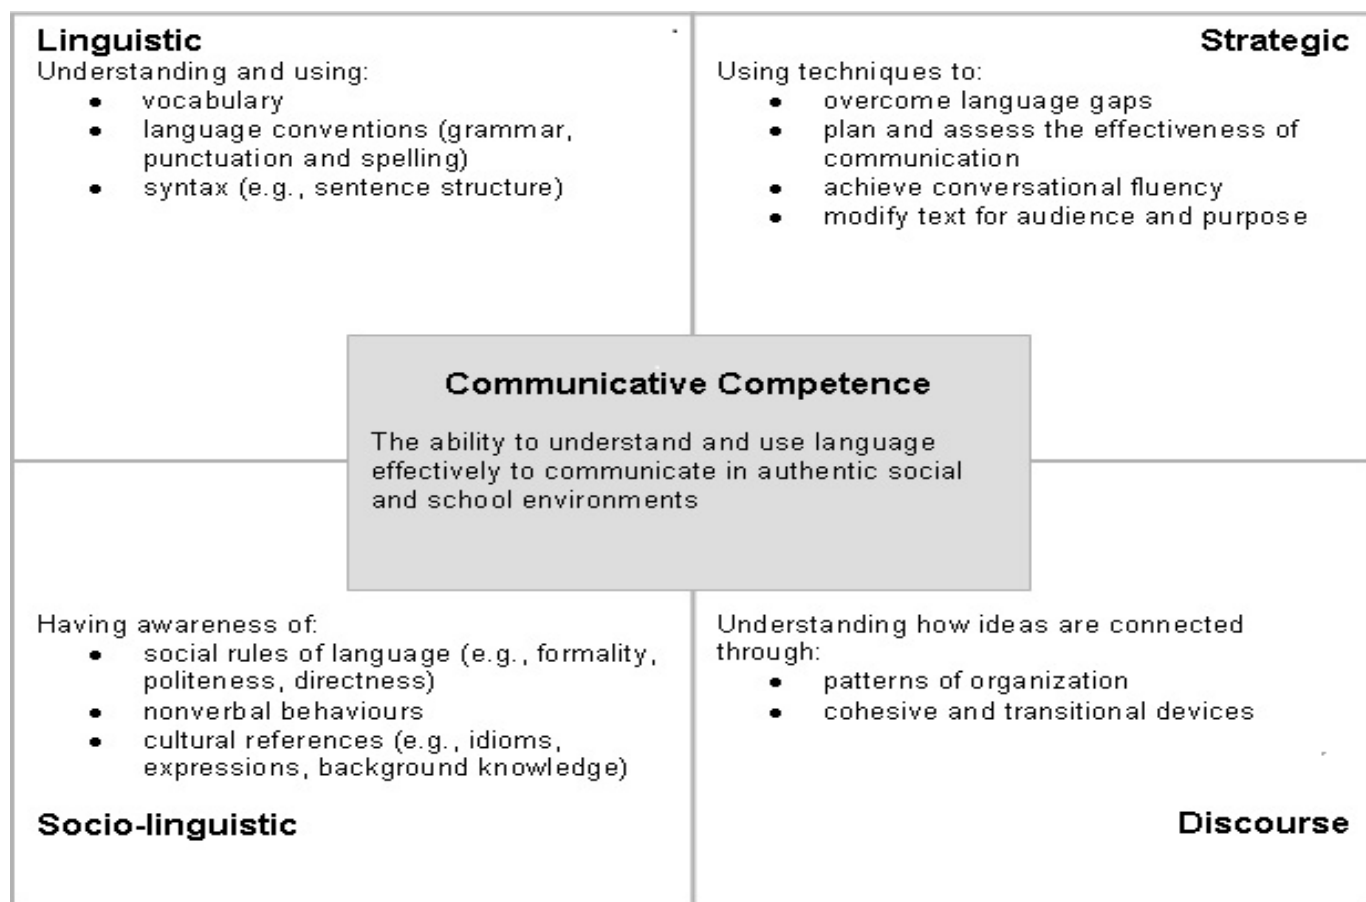 Linguistic
Understanding and using:
• vocabulary
• language conventions (grammar,
punctuation and spelling)
• syntax (e.g., sentence structure)
Strategic
Using techniques to:
• overcome language gaps
• plan and assess the effectiveness of
communication
• achieve conversational fluency
• modify text for audience and purpose
Communicative Competence
The ability to understand and use language
effectively to communicate in authentic social
and school environments
Having awareness of:
• social rules of language (e.g., formality,
politeness, directness)
• nonverbal behaviours
• cultural references (e.g., idioms,
expressions, background knowledge)
Socio-linguistic
Understanding how ideas are connected
through:
• patterns of organization
• cohesive and transitional devices
Discourse